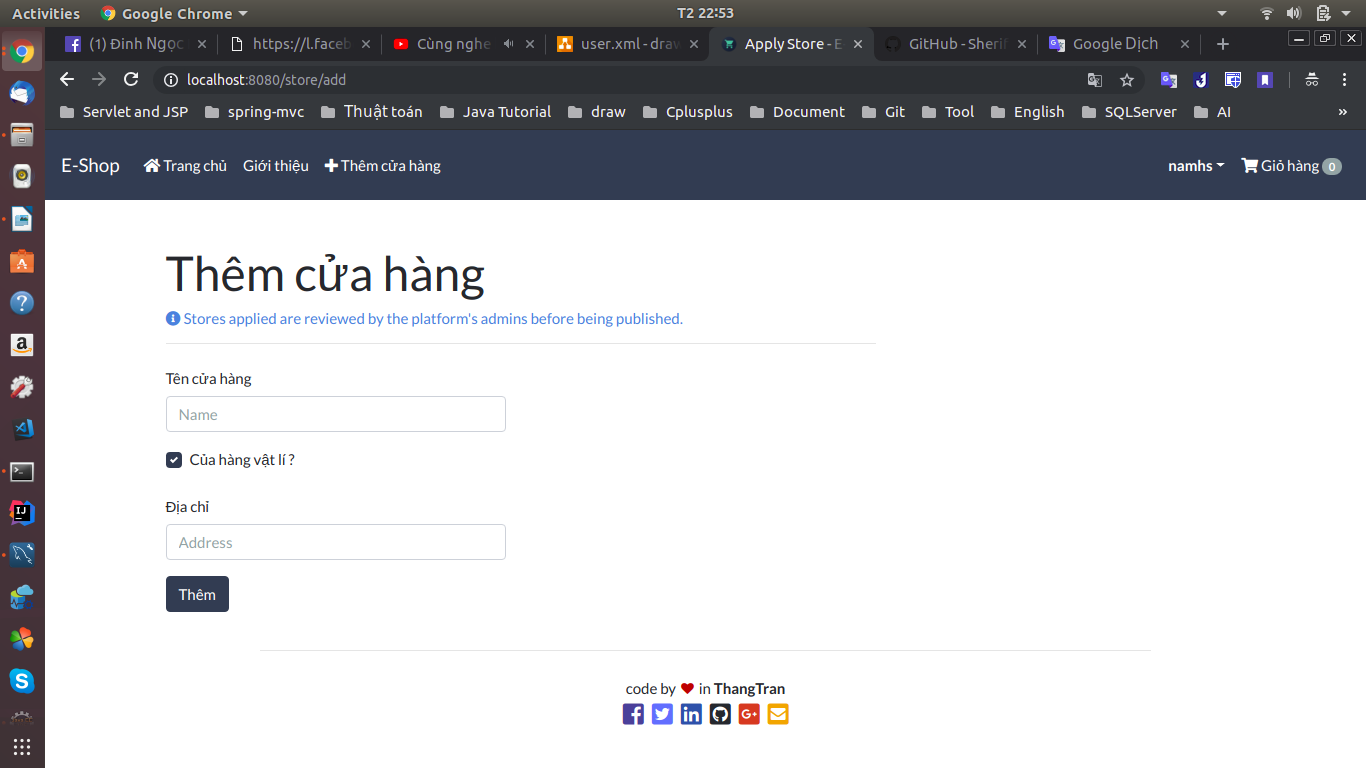 Activities Google Chrome T2 22:53
(1) Đinh Ngọc https://l.faceb Cùng nghe user.xml - draw Apply Store - E GitHub - Sherif Google Dịch
localhost:8080/store/add
Servlet and JSP spring-mvc Thuật toán Java Tutorial draw Cplusplus Document Git Tool English SQLServer AI »
E-Shop Trang chủ Giới thiệu Thêm cửa hàng namhs Giỏ hàng 0
Thêm cửa hàng
Stores applied are reviewed by the platform's admins before being published.
Tên cửa hàng
Name
Của hàng vật lí ?
Địa chỉ
Address
Thêm
code by in ThangTran